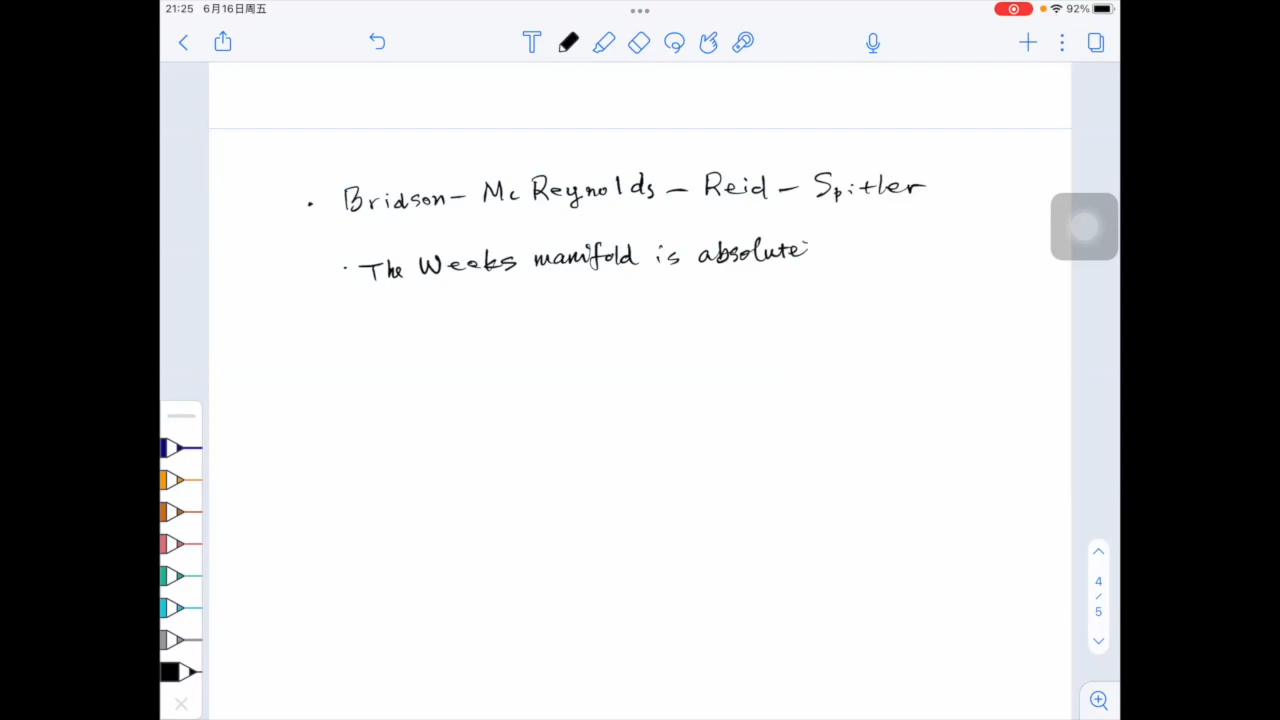 21:25 6月16日周五
92%
· Bridson - McReynolds - Reid - Spitler
· The Weeks manifold is absolute
4
/
5